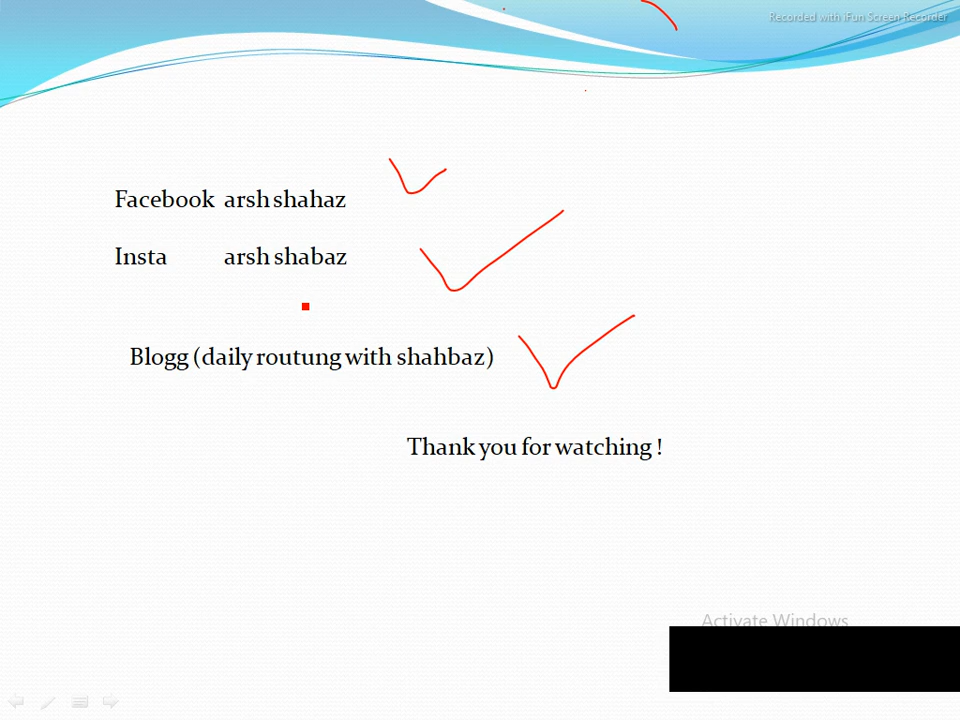 Recorded with iFun Screen Recorder
Facebook arsh shahaz
Insta arsh shabaz
Blogg (daily routung with shahbaz)
Thank you for watching !
Activate Windows